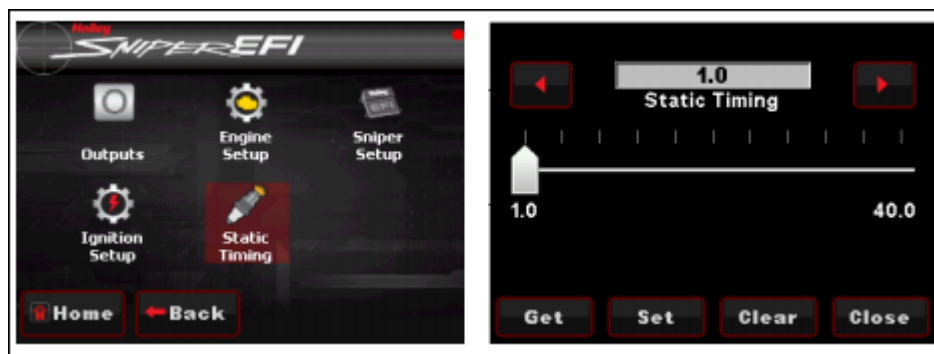 Holley
SNIPER EFI
Outputs
Engine
Setup
Sniper
Setup
Ignition
Setup
Static
Timing
Home
Back
1.0
Static Timing
1.0
40.0
Get
Set
Clear
Close